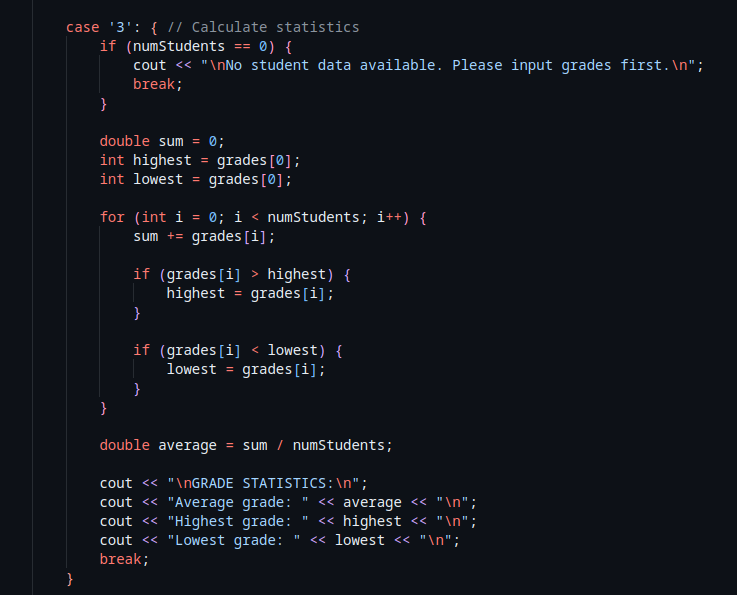 case '3': { // Calculate statistics
    if (numStudents == 0) {
        cout << "\nNo student data available. Please input grades first.\n";
        break;
    }

    double sum = 0;
    int highest = grades[0];
    int lowest = grades[0];

    for (int i = 0; i < numStudents; i++) {
        sum += grades[i];

        if (grades[i] > highest) {
            highest = grades[i];
        }

        if (grades[i] < lowest) {
            lowest = grades[i];
        }
    }

    double average = sum / numStudents;

    cout << "\nGRADE STATISTICS:\n";
    cout << "Average grade: " << average << "\n";
    cout << "Highest grade: " << highest << "\n";
    cout << "Lowest grade: " << lowest << "\n";
    break;
}